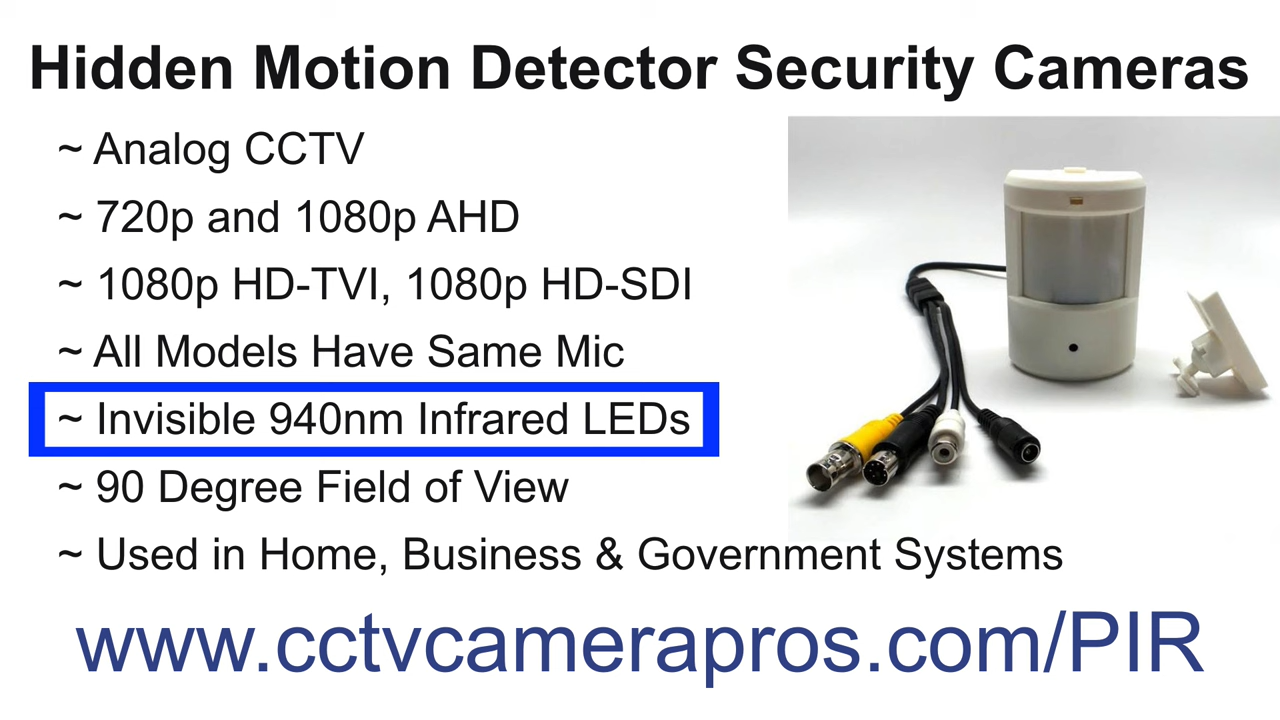 Hidden Motion Detector Security Cameras
~ Analog CCTV
~ 720p and 1080p AHD
~ 1080p HD-TVI, 1080p HD-SDI
~ All Models Have Same Mic
~ Invisible 940nm Infrared LEDs
~ 90 Degree Field of View
~ Used in Home, Business & Government Systems
www.cctvcamerapros.com/PIR